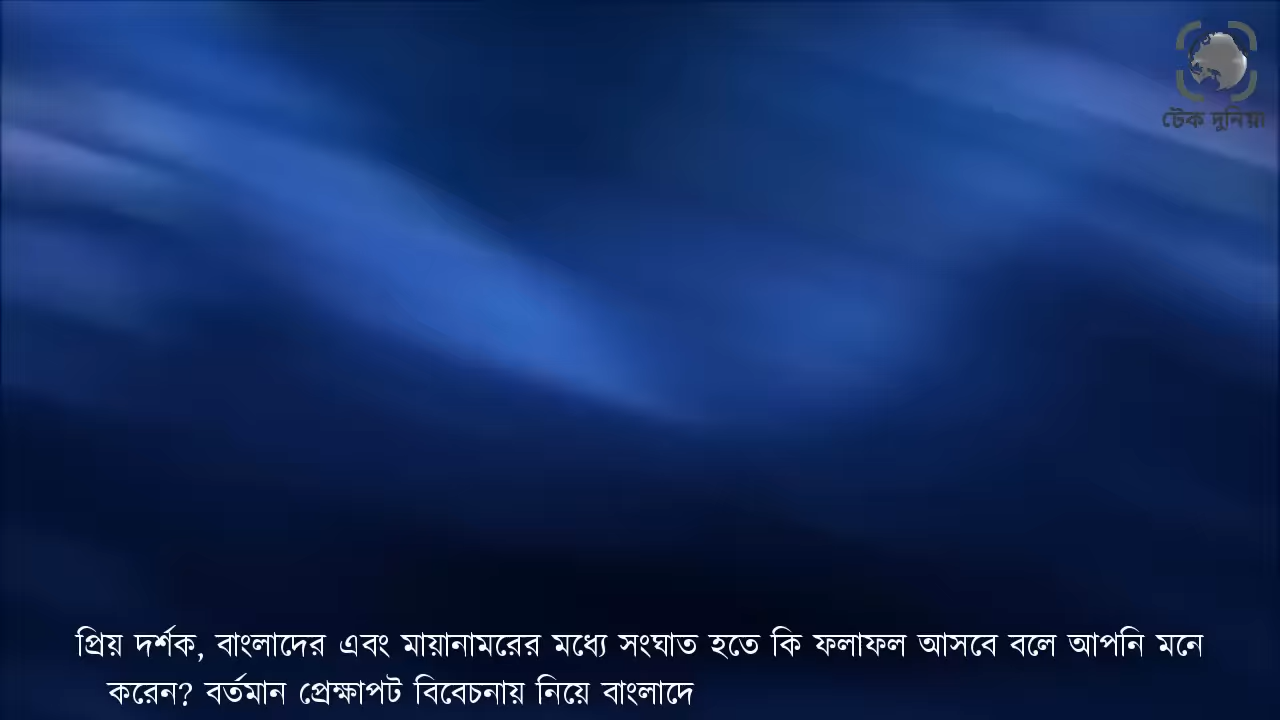 টেক দুনিয়া
প্রিয় দর্শক, বাংলাদের এবং মায়ানামরের মধ্যে সংঘাত হতে কি ফলাফল আসবে বলে আপনি মনে
করেন? বর্তমান প্রেক্ষাপট বিবেচনায় নিয়ে বাংলাদে